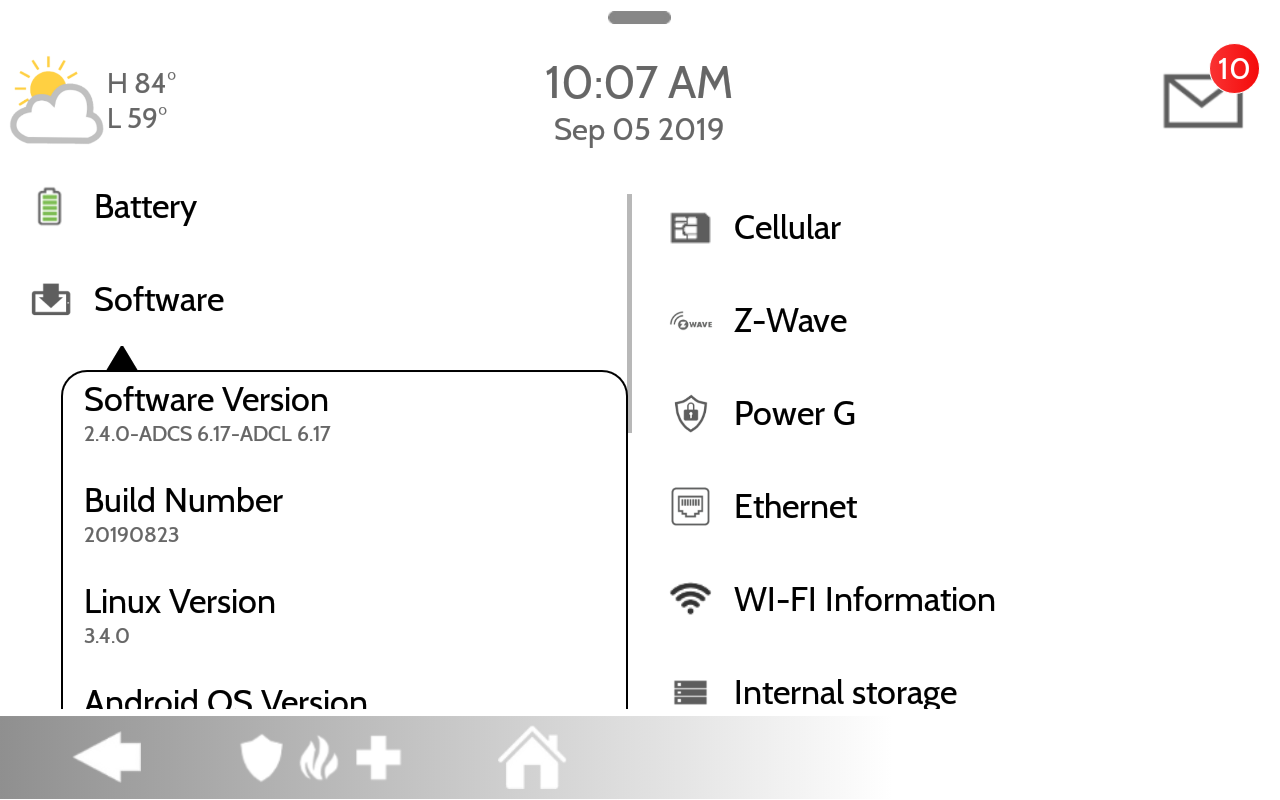 H 84°
L 59°
10:07 AM
Sep 05 2019
10
Battery
Software
Software Version
2.4.0-ADCS 6.17-ADCL 6.17
Build Number
20190823
Linux Version
3.4.0
Android OS Version
Cellular
Z WAVE
Z-Wave
Power G
Ethernet
WI-FI Information
Internal storage